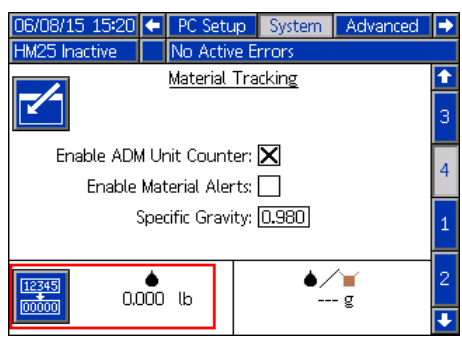 06/08/15 15:20 PC Setup System Advanced
HM25 Inactive No Active Errors
Material Tracking
3
Enable ADM Unit Counter:
4
Enable Material Alerts:
Specific Gravity: 0.980
1
12345
00000
0.000 lb
--- g
2